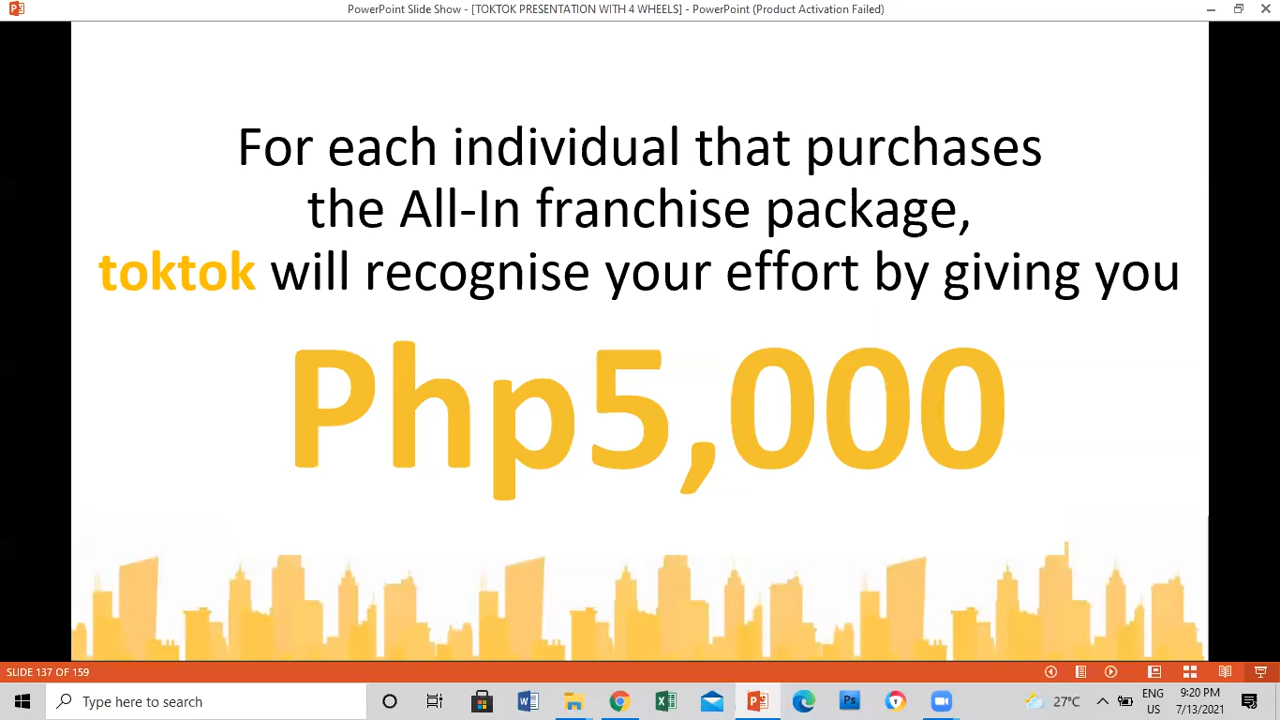 PowerPoint Slide Show - [TOKTOK PRESENTATION WITH 4 WHEELS] - PowerPoint (Product Activation Failed)
For each individual that purchases
the All-In franchise package,
toktok will recognise your effort by giving you
Php5,000
SLIDE 137 OF 159
Type here to search
27°C
ENG
US
9:20 PM
7/13/2021